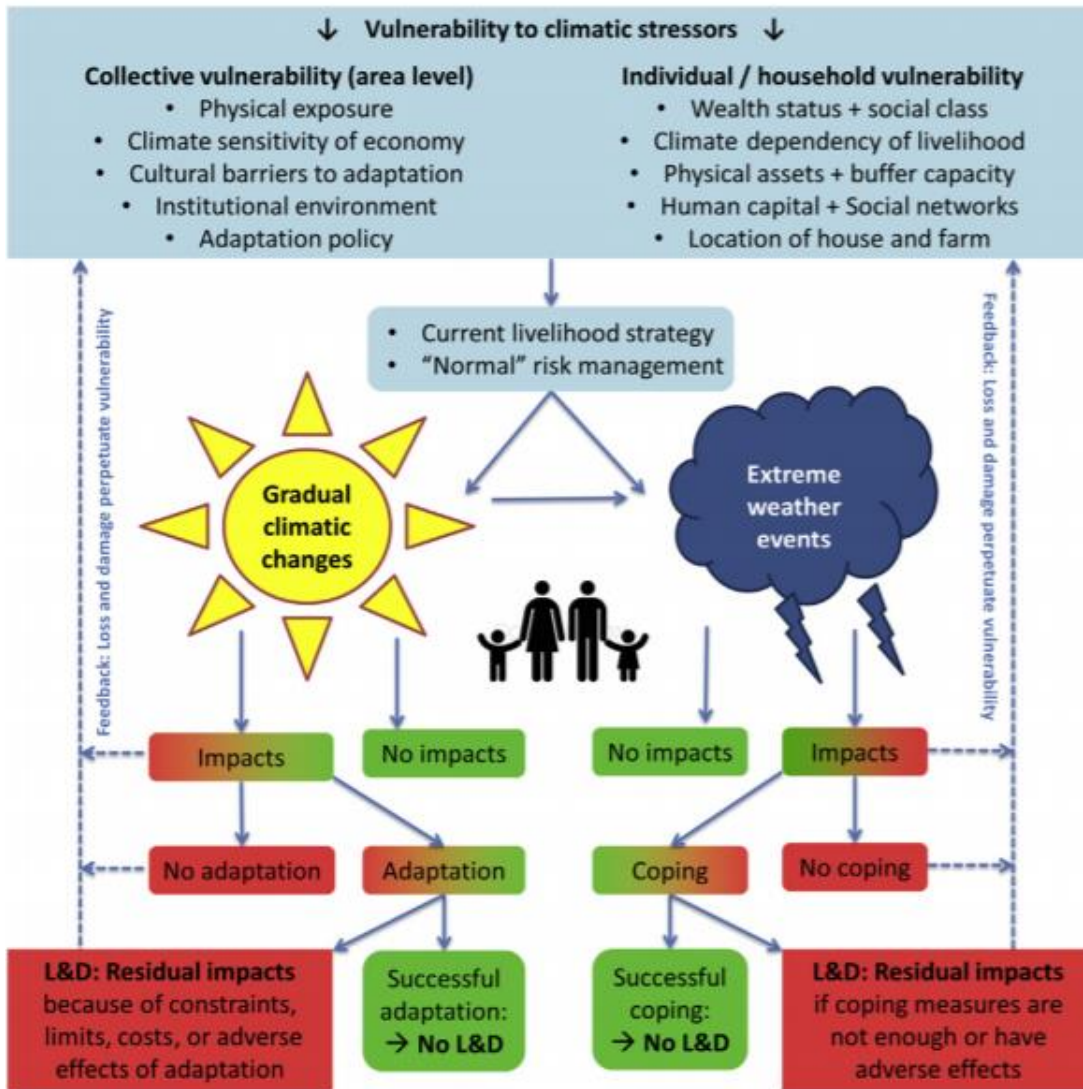 ↓ Vulnerability to climatic stressors ↓
Collective vulnerability (area level)
• Physical exposure
• Climate sensitivity of economy
• Cultural barriers to adaptation
• Institutional environment
• Adaptation policy
Individual / household vulnerability
• Wealth status + social class
• Climate dependency of livelihood
• Physical assets + buffer capacity
• Human capital + Social networks
• Location of house and farm
• Current livelihood strategy
• “Normal” risk management
Feedback: Loss and damage perpetuate vulnerability
Feedback: Loss and damage perpetuate vulnerability
Gradual
climatic
changes
Extreme
weather
events
Impacts
No impacts
No impacts
Impacts
No adaptation
Adaptation
Coping
No coping
L&D: Residual impacts
because of constraints,
limits, costs, or adverse
effects of adaptation
Successful
adaptation:
→ No L&D
Successful
coping:
→ No L&D
L&D: Residual impacts
if coping measures are
not enough or have
adverse effects